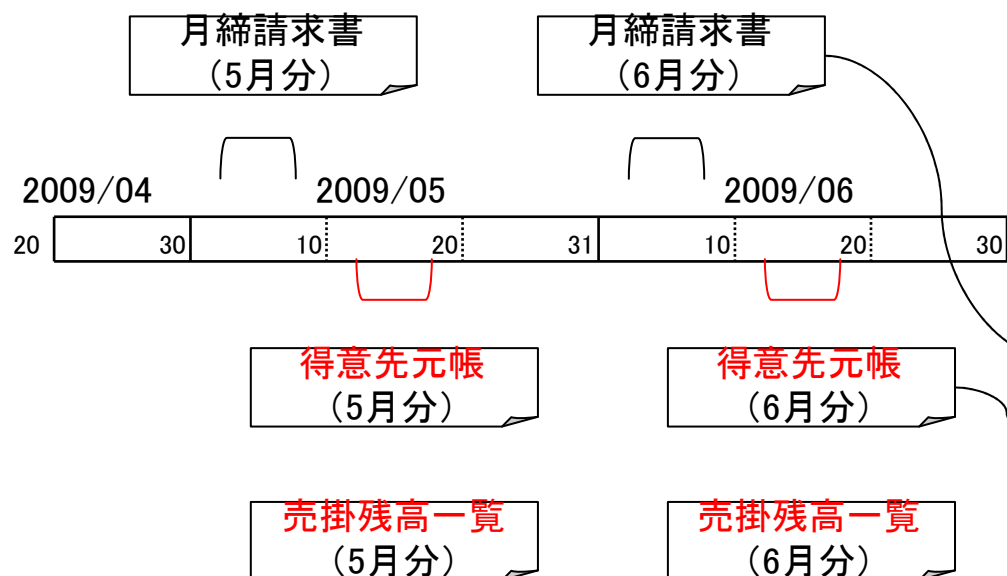 月締請求書
(5月分)
月締請求書
(6月分)
2009/04
2009/05
2009/06
20
30
10
20
31
10
20
30
得意先元帳
(5月分)
得意先元帳
(6月分)
売掛残高一覧
(5月分)
売掛残高一覧
(6月分)